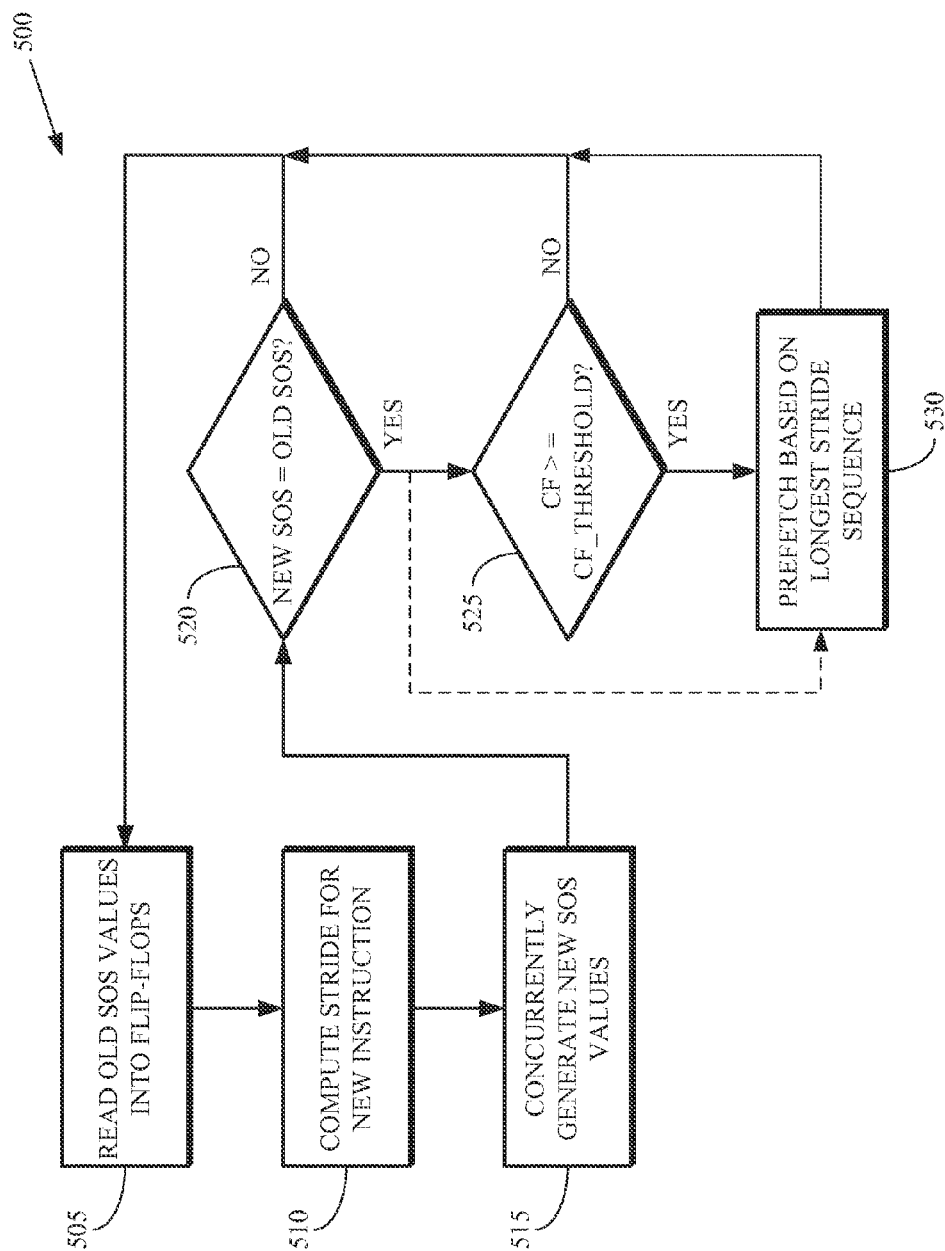 500
505
READ OLD SOS VALUES
INTO FLIP-FLOPS
510
COMPUTE STRIDE FOR
NEW INSTRUCTION
515
CONCURRENTLY
GENERATE NEW SOS
VALUES
520
NEW SOS = OLD SOS?
NO
YES
525
CF >=
CF_THRESHOLD?
NO
YES
PREFETCH BASED ON
LONGEST STRIDE
SEQUENCE
530